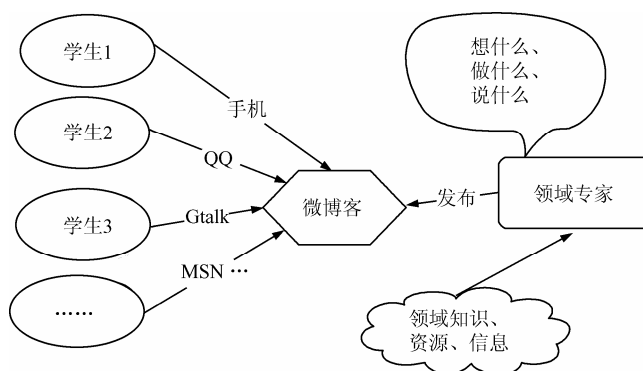 学生1
手机
学生2
QQ
学生3
Gtalk
MSN …
……
微博客
发布
想什么、
做什么、
说什么
领域专家
领域知识、
资源、信息